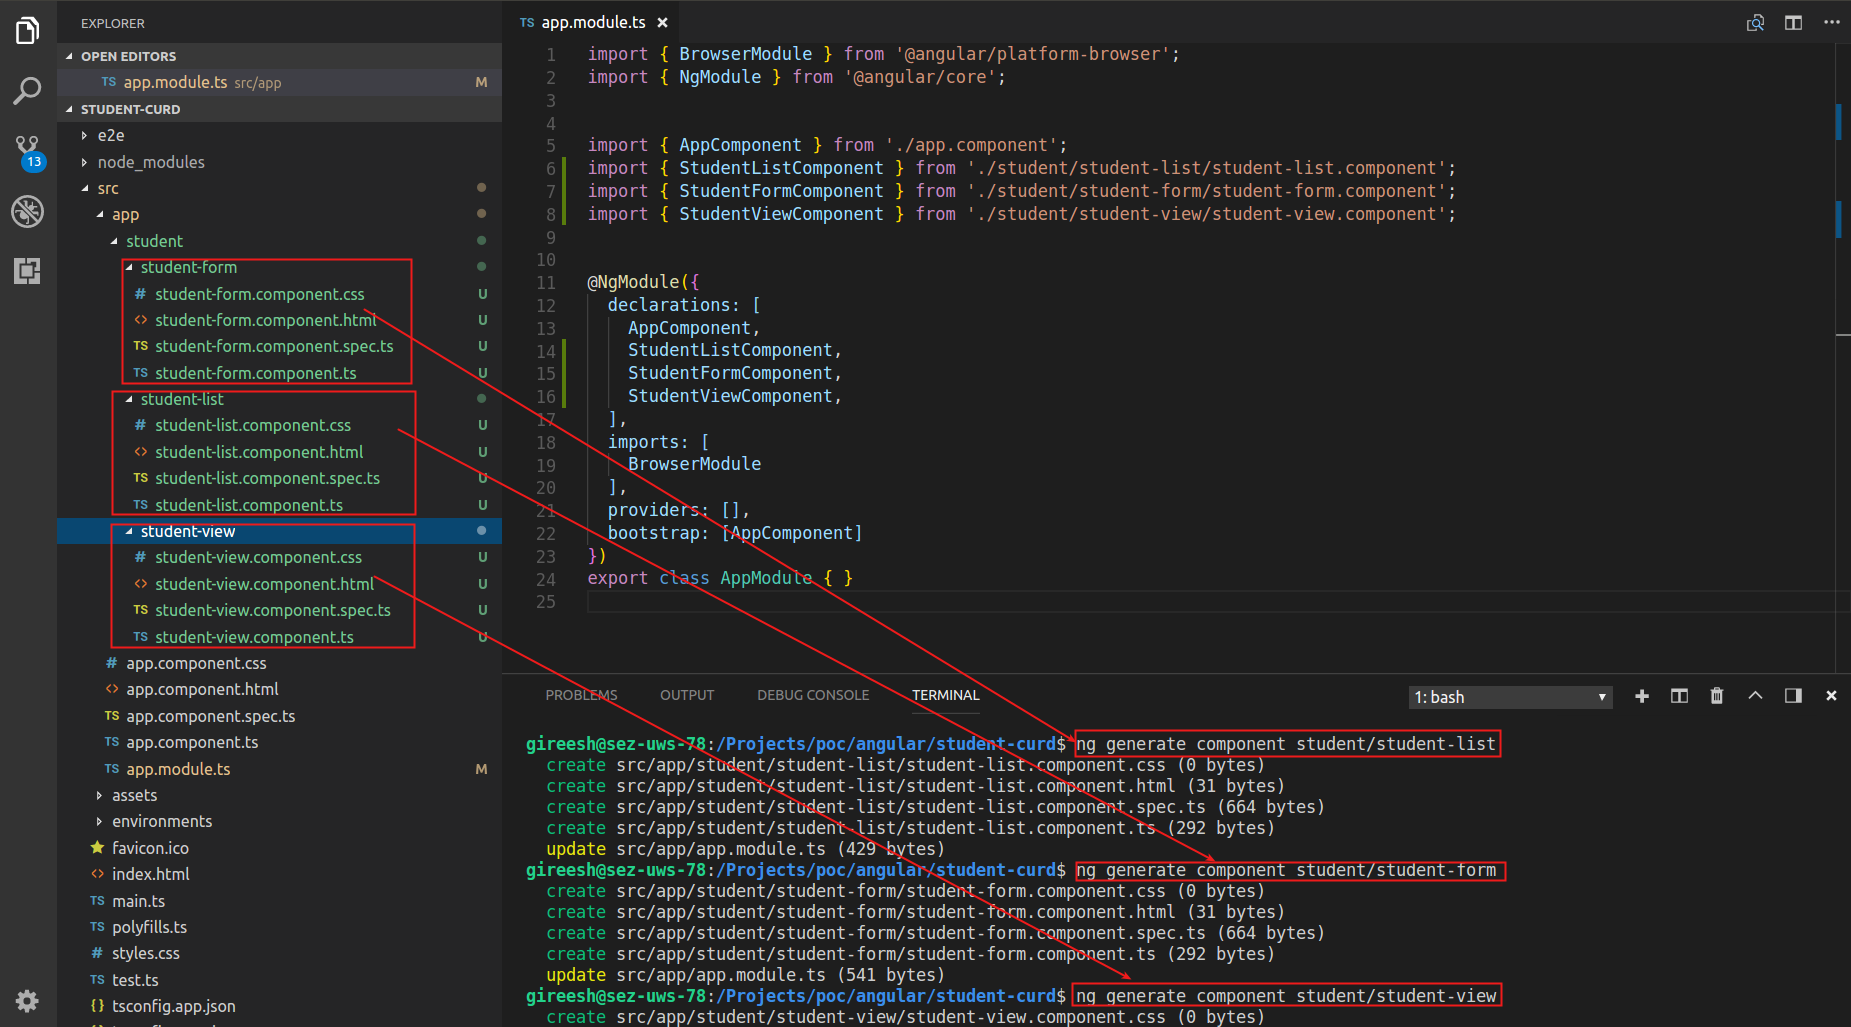 EXPLORER
OPEN EDITORS
TS app.module.ts src/app M
STUDENT-CURD
e2e
node_modules
src
app
student
student-form
# student-form.component.css U
<> student-form.component.html U
TS student-form.component.spec.ts U
TS student-form.component.ts U
student-list
# student-list.component.css U
<> student-list.component.html U
TS student-list.component.spec.ts U
TS student-list.component.ts U
student-view
# student-view.component.css U
<> student-view.component.html U
TS student-view.component.spec.ts U
TS student-view.component.ts U
# app.component.css
<> app.component.html
TS app.component.spec.ts
TS app.component.ts
TS app.module.ts M
assets
environments
favicon.ico
<> index.html
TS main.ts
TS polyfills.ts
# styles.css
TS test.ts
{} tsconfig.app.json
13
TS app.module.ts ×
1 import { BrowserModule } from '@angular/platform-browser';
2 import { NgModule } from '@angular/core';
3
4
5 import { AppComponent } from './app.component';
6 import { StudentListComponent } from './student/student-list/student-list.component';
7 import { StudentFormComponent } from './student/student-form/student-form.component';
8 import { StudentViewComponent } from './student/student-view/student-view.component';
9
10
11 @NgModule({
12 declarations: [
13 AppComponent,
14 StudentListComponent,
15 StudentFormComponent,
16 StudentViewComponent,
17 ],
18 imports: [
19 BrowserModule
20 ],
21 providers: [],
22 bootstrap: [AppComponent]
23 })
24 export class AppModule { }
25
PROBLEMS OUTPUT DEBUG CONSOLE TERMINAL 1: bash
gireesh@sez-uws-78:/Projects/poc/angular/student-curd$ ng generate component student/student-list
create src/app/student/student-list/student-list.component.css (0 bytes)
create src/app/student/student-list/student-list.component.html (31 bytes)
create src/app/student/student-list/student-list.component.spec.ts (664 bytes)
create src/app/student/student-list/student-list.component.ts (292 bytes)
update src/app/app.module.ts (429 bytes)
gireesh@sez-uws-78:/Projects/poc/angular/student-curd$ ng generate component student/student-form
create src/app/student/student-form/student-form.component.css (0 bytes)
create src/app/student/student-form/student-form.component.html (31 bytes)
create src/app/student/student-form/student-form.component.spec.ts (664 bytes)
create src/app/student/student-form/student-form.component.ts (292 bytes)
update src/app/app.module.ts (541 bytes)
gireesh@sez-uws-78:/Projects/poc/angular/student-curd$ ng generate component student/student-view
create src/app/student/student-view/student-view.component.css (0 bytes)